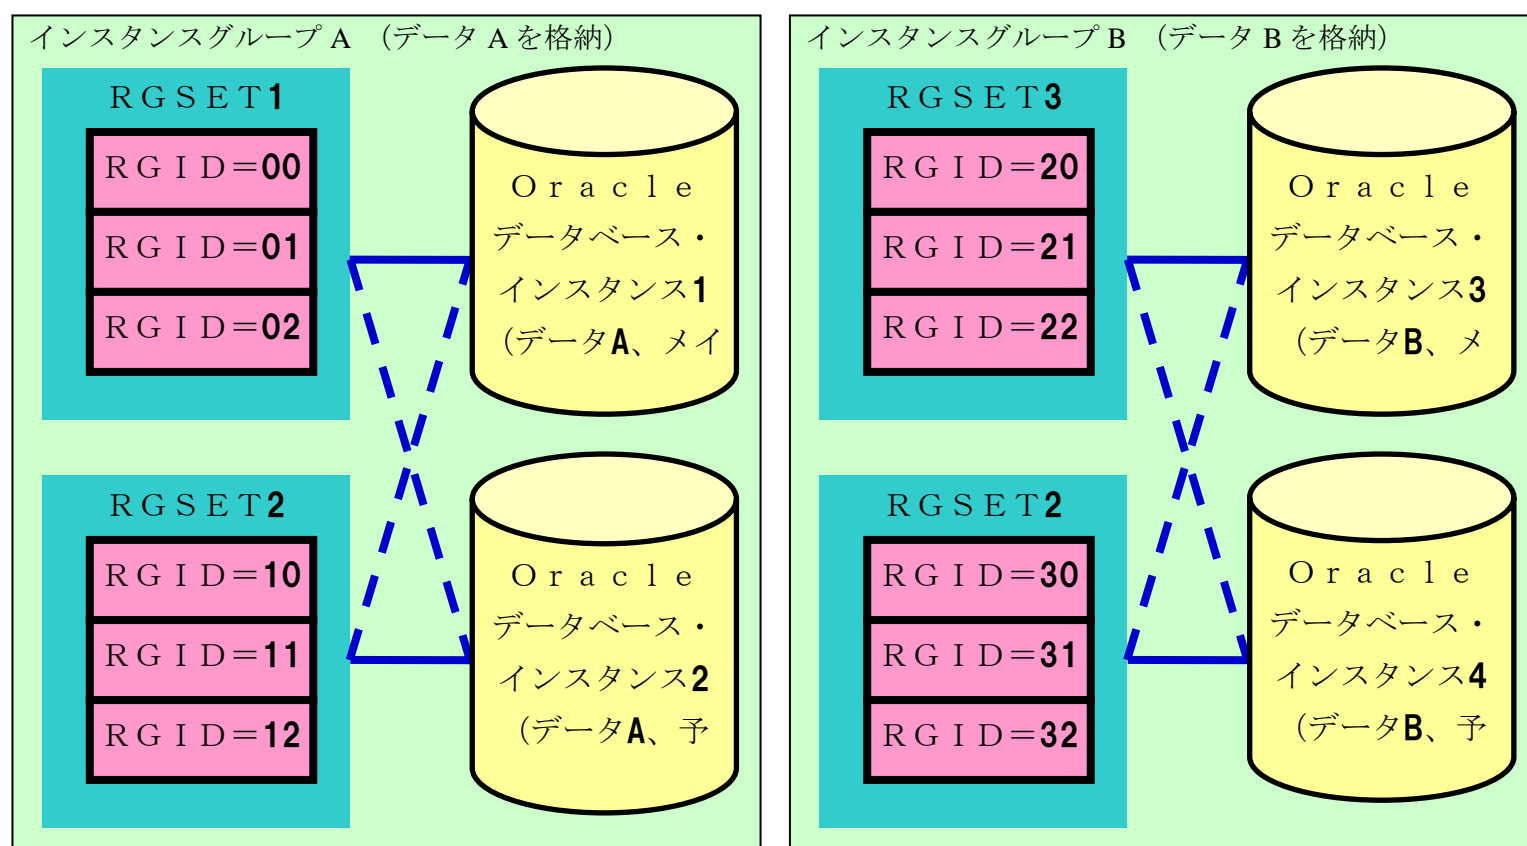 インスタンスグループ A （データ A を格納）
ＲＧＳＥＴ1
ＲＧＩＤ＝00
ＲＧＩＤ＝01
ＲＧＩＤ＝02
Ｏｒａｃｌｅ
データベース・
インスタンス1
（データA、メイ
ＲＧＳＥＴ2
ＲＧＩＤ＝10
ＲＧＩＤ＝11
ＲＧＩＤ＝12
Ｏｒａｃｌｅ
データベース・
インスタンス2
（データA、予
インスタンスグループ B （データ B を格納）
ＲＧＳＥＴ3
ＲＧＩＤ＝20
ＲＧＩＤ＝21
ＲＧＩＤ＝22
Ｏｒａｃｌｅ
データベース・
インスタンス3
（データB、メ
ＲＧＳＥＴ2
ＲＧＩＤ＝30
ＲＧＩＤ＝31
ＲＧＩＤ＝32
Ｏｒａｃｌｅ
データベース・
インスタンス4
（データB、予